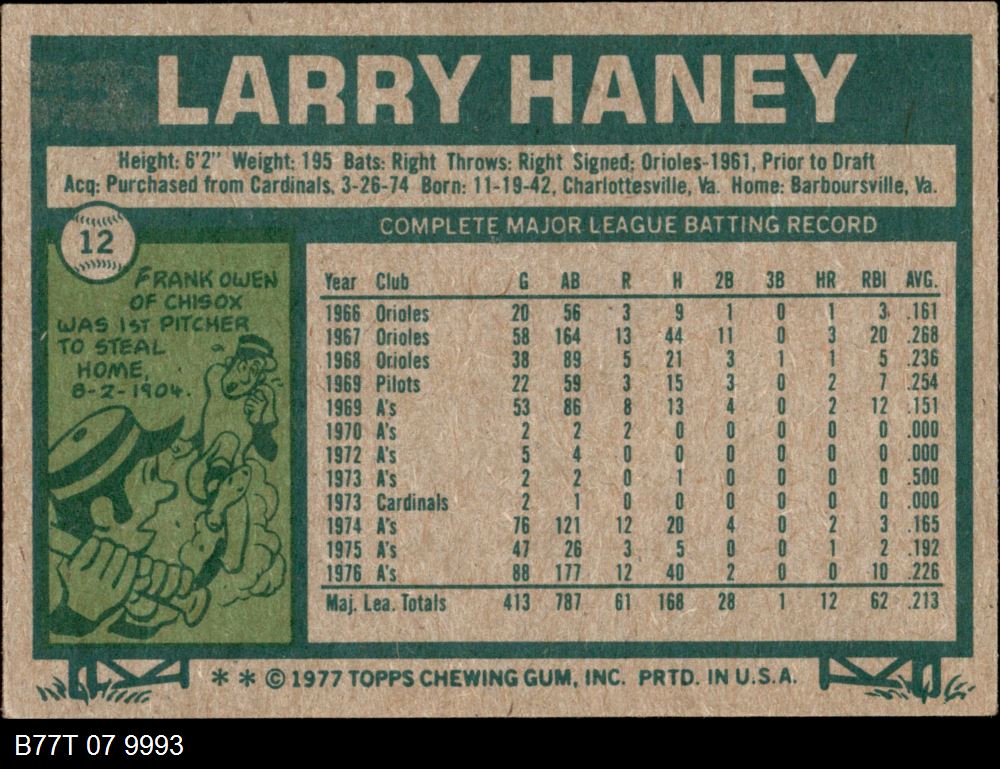 LARRY HANEY
Height: 6'2" Weight: 195 Bats: Right Throws: Right Signed: Orioles-1961, Prior to Draft
Acq: Purchased from Cardinals, 3-26-74 Born: 11-19-42, Charlottesville, Va. Home: Barboursville, Va.
12
FRANK OWEN
OF CHISOX
WAS 1ST PITCHER
TO STEAL
HOME,
8-2-1904.
COMPLETE MAJOR LEAGUE BATTING RECORD
Year Club G AB R H 2B 3B HR RBI AVG.
1966 Orioles 20 56 3 9 1 0 1 3 .161
1967 Orioles 58 164 13 44 11 0 3 20 .268
1968 Orioles 38 89 5 21 3 1 1 5 .236
1969 Pilots 22 59 3 15 3 0 2 7 .254
1969 A's 53 86 8 13 4 0 2 12 .151
1970 A's 2 2 2 0 0 0 0 0 .000
1972 A's 5 4 0 0 0 0 0 0 .000
1973 A's 2 2 0 1 0 0 0 0 .500
1973 Cardinals 2 1 0 0 0 0 0 0 .000
1974 A's 76 121 12 20 4 0 2 3 .165
1975 A's 47 26 3 5 0 0 1 2 .192
1976 A's 88 177 12 40 2 0 0 10 .226
Maj. Lea. Totals 413 787 61 168 28 1 12 62 .213
** © 1977 TOPPS CHEWING GUM, INC. PRTD. IN U.S.A.
B77T 07 9993